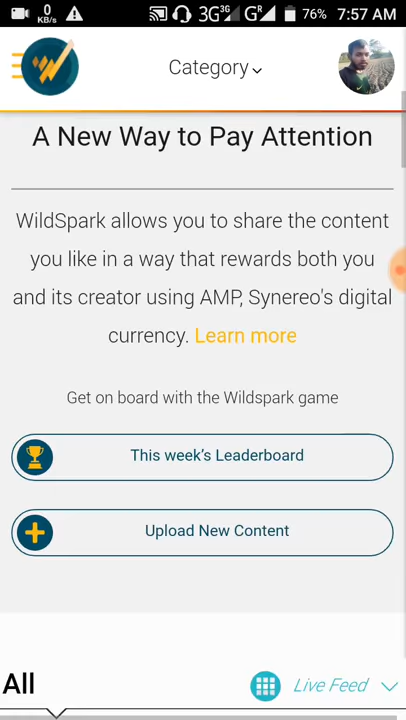 0 KB/s 3G 3G G R 76% 7:57 AM
Category
A New Way to Pay Attention
WildSpark allows you to share the content
you like in a way that rewards both you
and its creator using AMP, Synereo's digital
currency. Learn more
Get on board with the Wildspark game
This week's Leaderboard
Upload New Content
All
Live Feed